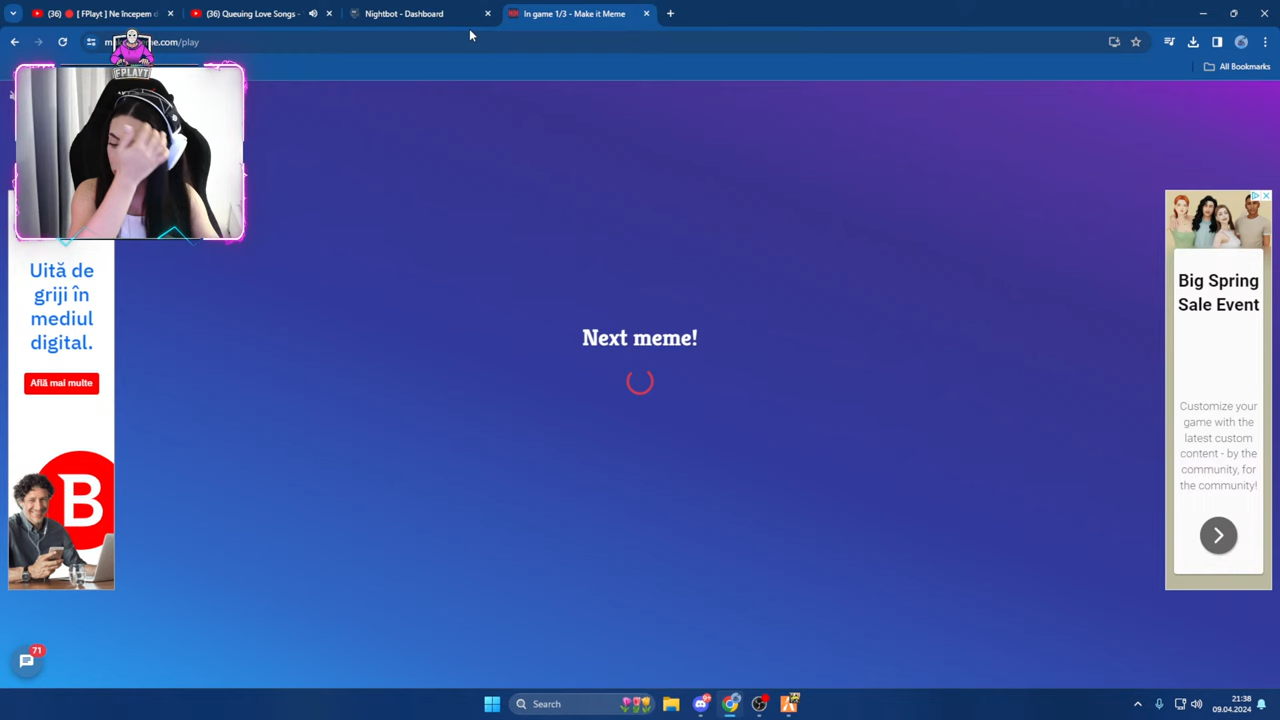 (36) 🔴 [ FPlayt ] Ne Incepem d
(36) Queuing Love Songs -
Nightbot - Dashboard
In game 1/3 - Make it Meme
All Bookmarks
FPLAYT
Uită de
griji în
mediul
digital.
Află mai multe
B
Next meme!
Big Spring
Sale Event
Customize your
game with the
latest custom
content - by the
community, for
the community!
71
Search
21:38
09.04.2024